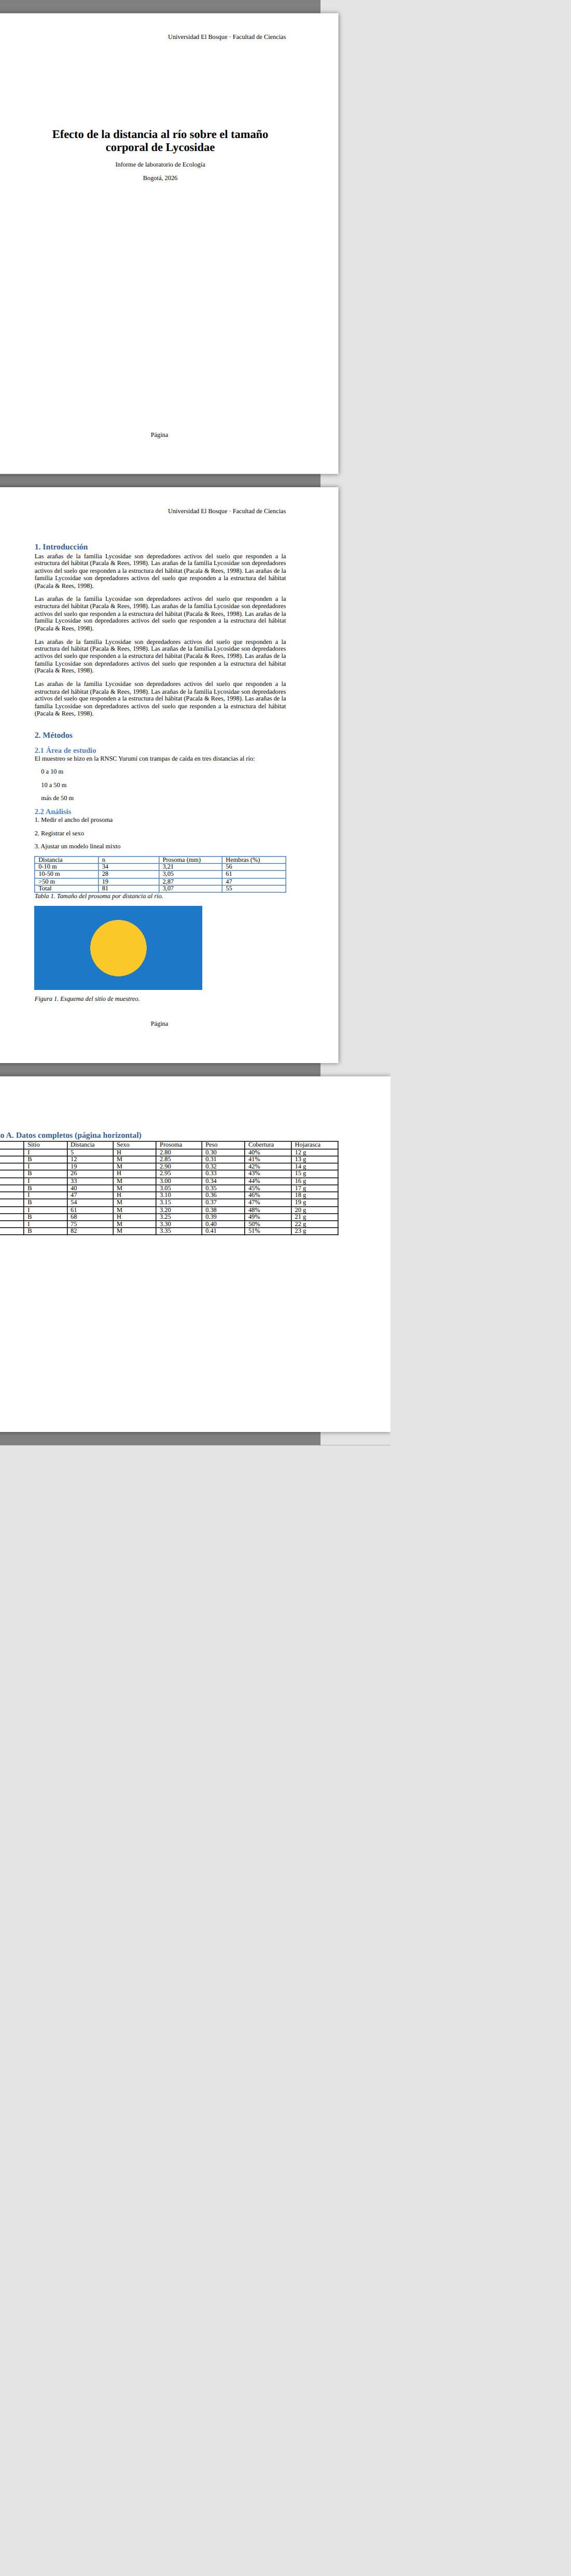 Universidad El Bosque · Facultad de Ciencias
Efecto de la distancia al río sobre el tamaño
corporal de Lycosidae
Informe de laboratorio de Ecología
Bogotá, 2026
Página
Universidad El Bosque · Facultad de Ciencias
1. Introducción
Las arañas de la familia Lycosidae son depredadores activos del suelo que responden a la
estructura del hábitat (Pacala & Rees, 1998). Las arañas de la familia Lycosidae son depredadores
activos del suelo que responden a la estructura del hábitat (Pacala & Rees, 1998). Las arañas de la
familia Lycosidae son depredadores activos del suelo que responden a la estructura del hábitat
(Pacala & Rees, 1998).
Las arañas de la familia Lycosidae son depredadores activos del suelo que responden a la
estructura del hábitat (Pacala & Rees, 1998). Las arañas de la familia Lycosidae son depredadores
activos del suelo que responden a la estructura del hábitat (Pacala & Rees, 1998). Las arañas de la
familia Lycosidae son depredadores activos del suelo que responden a la estructura del hábitat
(Pacala & Rees, 1998).
Las arañas de la familia Lycosidae son depredadores activos del suelo que responden a la
estructura del hábitat (Pacala & Rees, 1998). Las arañas de la familia Lycosidae son depredadores
activos del suelo que responden a la estructura del hábitat (Pacala & Rees, 1998). Las arañas de la
familia Lycosidae son depredadores activos del suelo que responden a la estructura del hábitat
(Pacala & Rees, 1998).
Las arañas de la familia Lycosidae son depredadores activos del suelo que responden a la
estructura del hábitat (Pacala & Rees, 1998). Las arañas de la familia Lycosidae son depredadores
activos del suelo que responden a la estructura del hábitat (Pacala & Rees, 1998). Las arañas de la
familia Lycosidae son depredadores activos del suelo que responden a la estructura del hábitat
(Pacala & Rees, 1998).
2. Métodos
2.1 Área de estudio
El muestreo se hizo en la RNSC Yurumí con trampas de caída en tres distancias al río:
0 a 10 m
10 a 50 m
más de 50 m
2.2 Análisis
1. Medir el ancho del prosoma
2. Registrar el sexo
3. Ajustar un modelo lineal mixto
Distancia n Prosoma (mm) Hembras (%)
0-10 m 34 3,21 56
10-50 m 28 3,05 61
>50 m 19 2,87 47
Total 81 3,07 55
Tabla 1. Tamaño del prosoma por distancia al río.
Figura 1. Esquema del sitio de muestreo.
Página
o A. Datos completos (página horizontal)
Sitio Distancia Sexo Prosoma Peso Cobertura Hojarasca
I 5 H 2.80 0.30 40% 12 g
B 12 M 2.85 0.31 41% 13 g
I 19 M 2.90 0.32 42% 14 g
B 26 H 2.95 0.33 43% 15 g
I 33 M 3.00 0.34 44% 16 g
B 40 M 3.05 0.35 45% 17 g
I 47 H 3.10 0.36 46% 18 g
B 54 M 3.15 0.37 47% 19 g
I 61 M 3.20 0.38 48% 20 g
B 68 H 3.25 0.39 49% 21 g
I 75 M 3.30 0.40 50% 22 g
B 82 M 3.35 0.41 51% 23 g